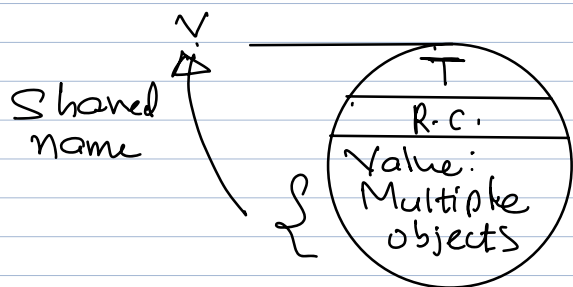 V
T
R.C.
Shared
name
Value:
Multiple
objects